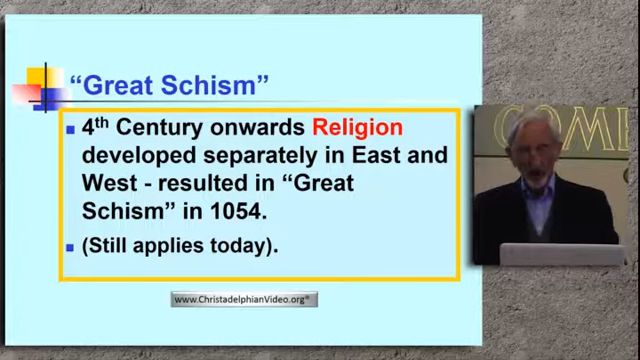 “Great Schism”
COME
4th Century onwards Religion
developed separately in East and
West - resulted in “Great
Schism” in 1054.
(Still applies today).
www.ChristadelphianVideo.org®